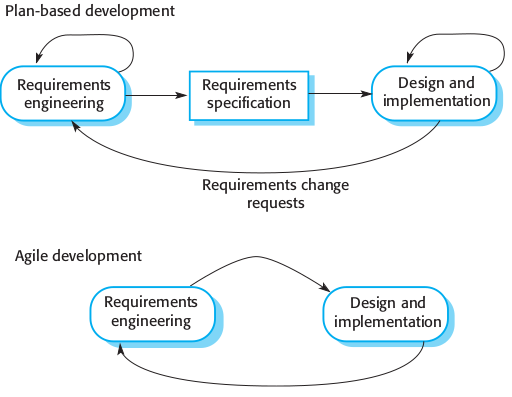 Plan-based development
Requirements
engineering
Requirements
specification
Design and
implementation
Requirements change
requests
Agile development
Requirements
engineering
Design and
implementation